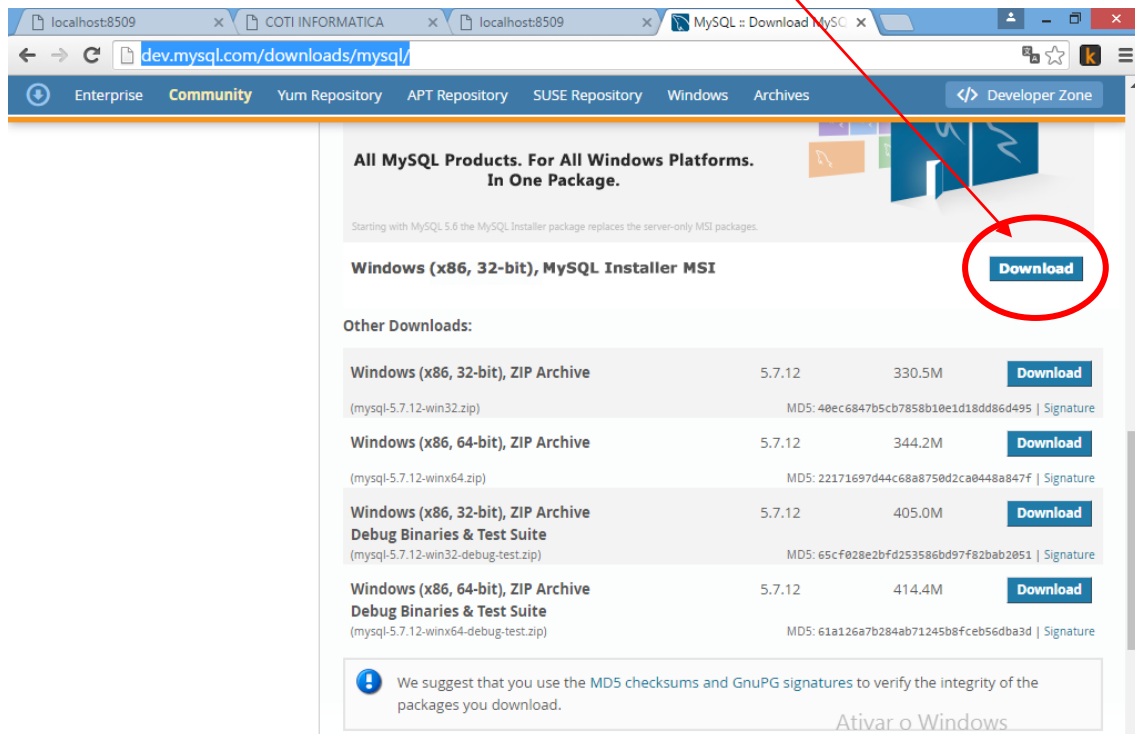 localhost:8509
COTI INFORMATICA
localhost:8509
MySQL :: Download MySC
dev.mysql.com/downloads/mysql/
Enterprise Community Yum Repository APT Repository SUSE Repository Windows Archives </> Developer Zone
All MySQL Products. For All Windows Platforms.
In One Package.
Starting with MySQL 5.6 the MySQL Installer package replaces the server-only MSI packages.
Windows (x86, 32-bit), MySQL Installer MSI Download
Other Downloads:
Windows (x86, 32-bit), ZIP Archive 5.7.12 330.5M Download
(mysql-5.7.12-win32.zip) MD5: 40ec6847b5cb7858b10e1d18dd86d495 | Signature
Windows (x86, 64-bit), ZIP Archive 5.7.12 344.2M Download
(mysql-5.7.12-winx64.zip) MD5: 22171697d44c68a8750d2ca0448a847f | Signature
Windows (x86, 32-bit), ZIP Archive 5.7.12 405.0M Download
Debug Binaries & Test Suite
(mysql-5.7.12-win32-debug-test.zip) MD5: 65cf028e2bfd253586bd97f82bab2051 | Signature
Windows (x86, 64-bit), ZIP Archive 5.7.12 414.4M Download
Debug Binaries & Test Suite
(mysql-5.7.12-winx64-debug-test.zip) MD5: 61a126a7b284ab71245b8fceb56dba3d | Signature
We suggest that you use the MD5 checksums and GnuPG signatures to verify the integrity of the
packages you download.
Ativar o Windows